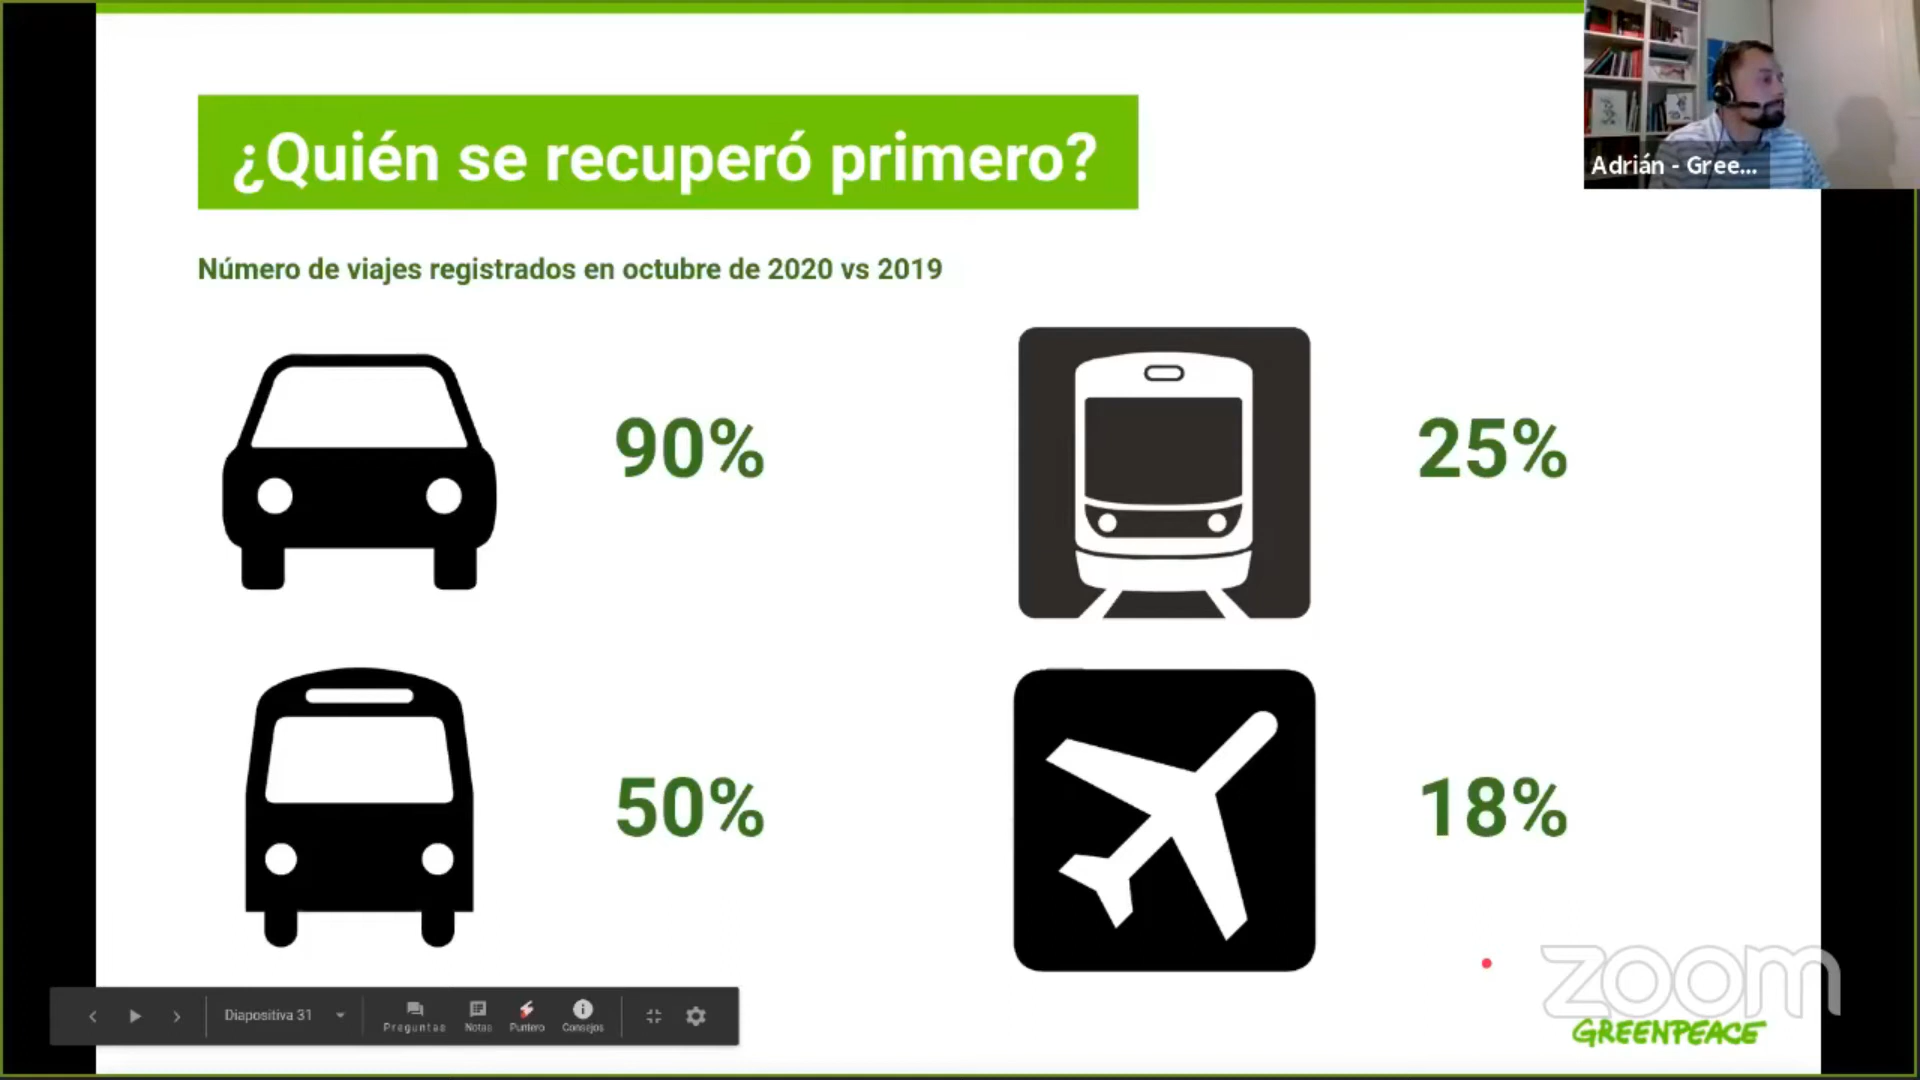 Adrián - Gree...
¿Quién se recuperó primero?
Número de viajes registrados en octubre de 2020 vs 2019
90%
25%
50%
18%
zoom
GREENPEACE
Diapositiva 31
Preguntas
Notas
Puntero
Consejos